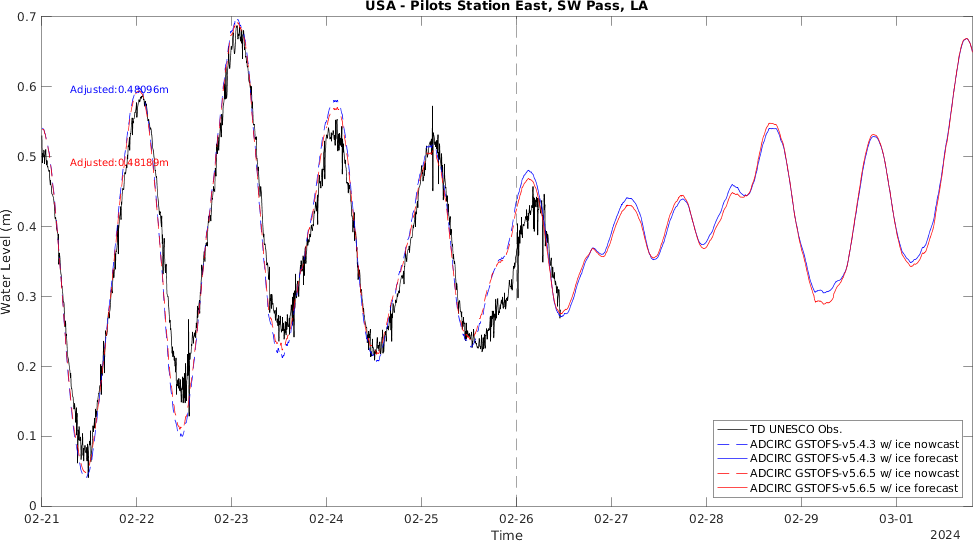 USA - Pilots Station East, SW Pass, LA
0.7
0.6
0.5
0.4
0.3
0.2
0.1
0
Water Level (m)
Adjusted:0.48096m
Adjusted:0.48189m
TD UNESCO Obs.
ADCIRC GSTOFS-v5.4.3 w/ ice nowcast
ADCIRC GSTOFS-v5.4.3 w/ ice forecast
ADCIRC GSTOFS-v5.6.5 w/ ice nowcast
ADCIRC GSTOFS-v5.6.5 w/ ice forecast
02-21 02-22 02-23 02-24 02-25 02-26 02-27 02-28 02-29 03-01
Time
2024